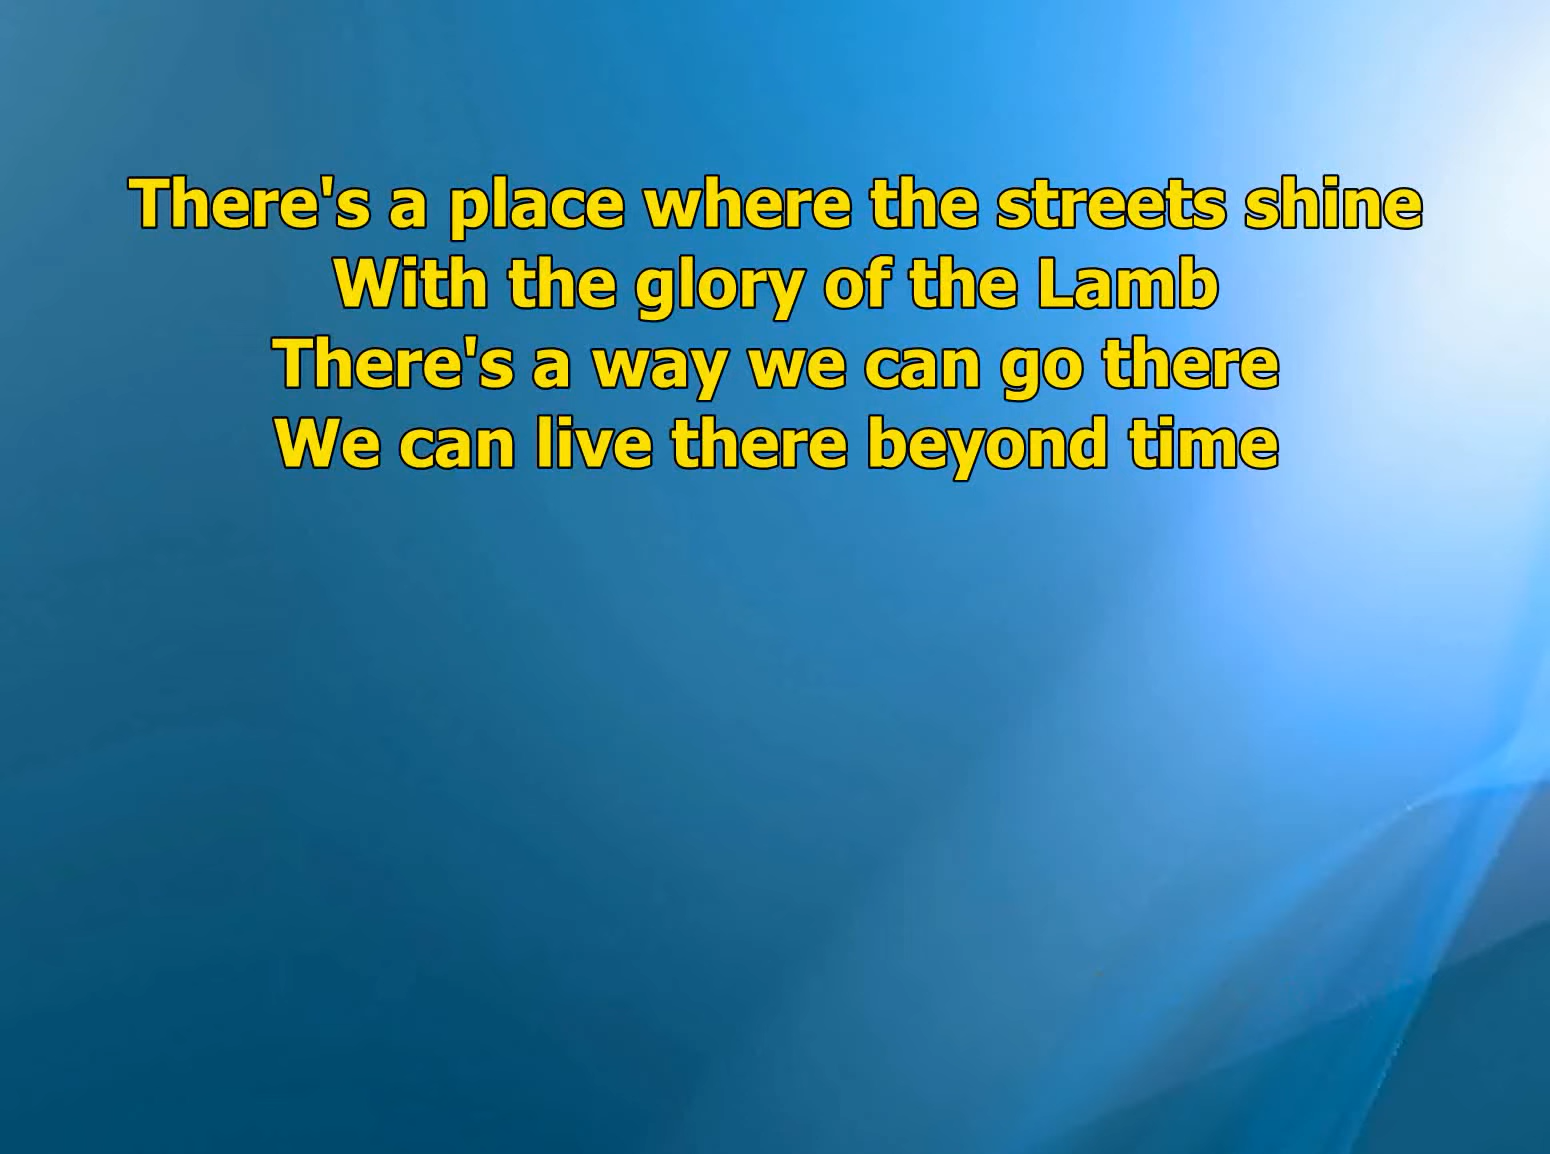 There's a place where the streets shine
With the glory of the Lamb
There's a way we can go there
We can live there beyond time